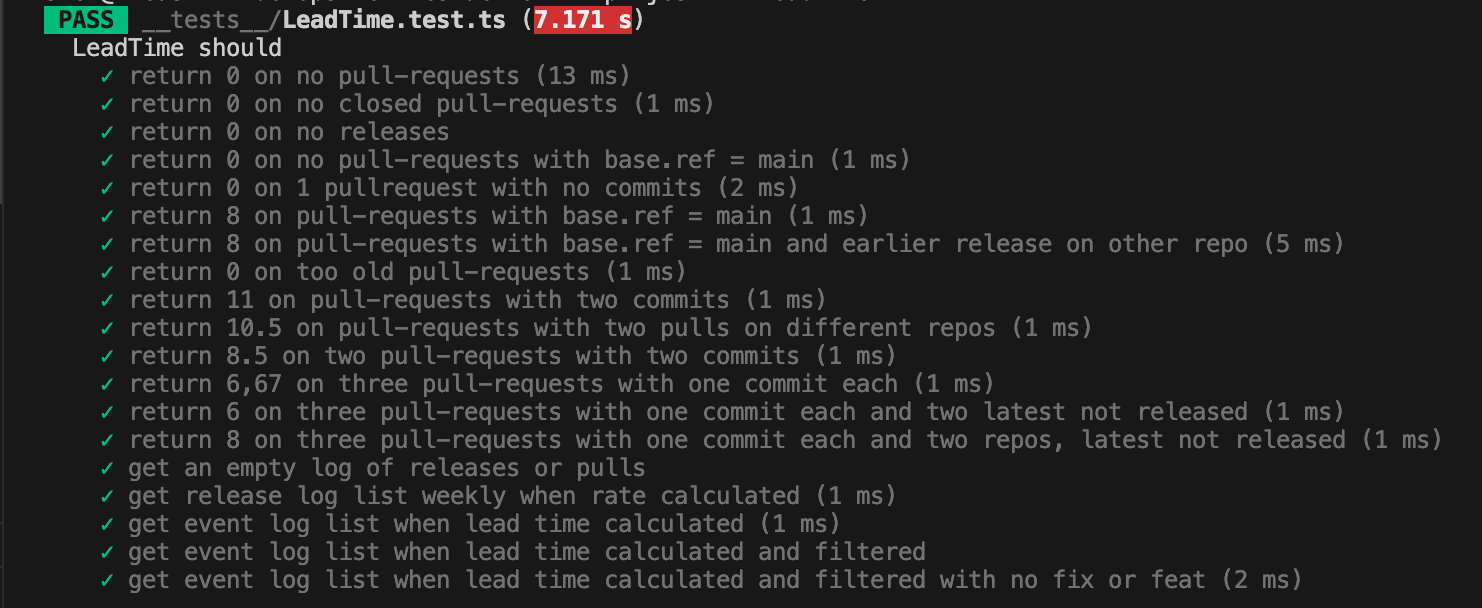 PASS __tests__/LeadTime.test.ts (7.171 s)
LeadTime should
✓ return 0 on no pull-requests (13 ms)
✓ return 0 on no closed pull-requests (1 ms)
✓ return 0 on no releases
✓ return 0 on no pull-requests with base.ref = main (1 ms)
✓ return 0 on 1 pullrequest with no commits (2 ms)
✓ return 8 on pull-requests with base.ref = main (1 ms)
✓ return 8 on pull-requests with base.ref = main and earlier release on other repo (5 ms)
✓ return 0 on too old pull-requests (1 ms)
✓ return 11 on pull-requests with two commits (1 ms)
✓ return 10.5 on pull-requests with two pulls on different repos (1 ms)
✓ return 8.5 on two pull-requests with two commits (1 ms)
✓ return 6,67 on three pull-requests with one commit each (1 ms)
✓ return 6 on three pull-requests with one commit each and two latest not released (1 ms)
✓ return 8 on three pull-requests with one commit each and two repos, latest not released (1 ms)
✓ get an empty log of releases or pulls
✓ get release log list weekly when rate calculated (1 ms)
✓ get event log list when lead time calculated (1 ms)
✓ get event log list when lead time calculated and filtered
✓ get event log list when lead time calculated and filtered with no fix or feat (2 ms)